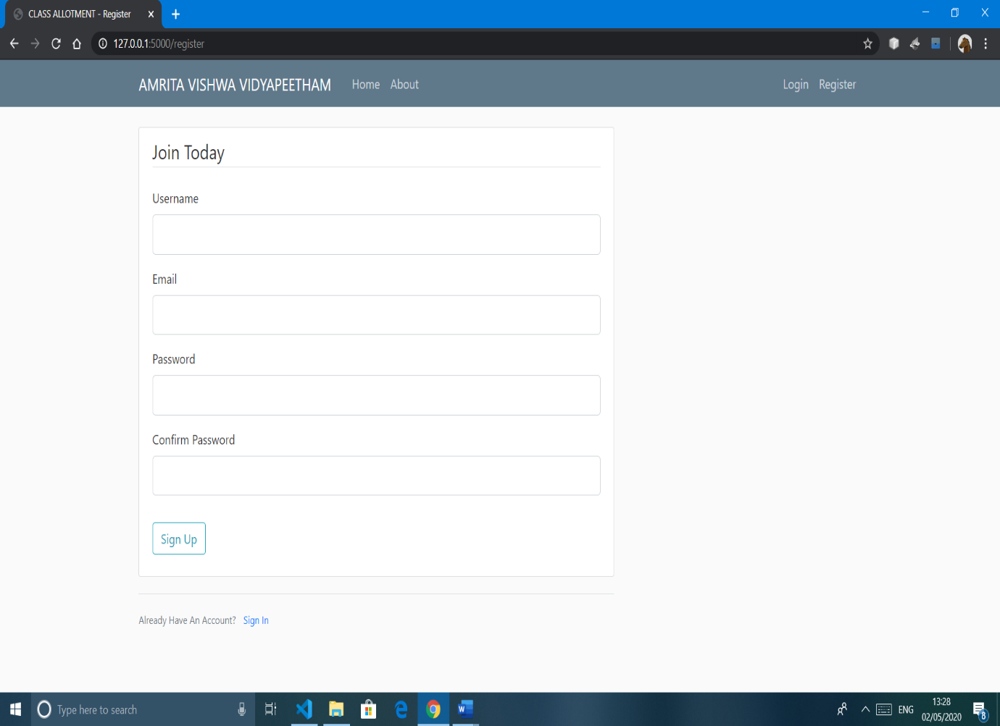 CLASS ALLOTMENT - Register
127.0.0.1:5000/register
AMRITA VISHWA VIDYAPEETHAM Home About Login Register
Join Today
Username
Email
Password
Confirm Password
Sign Up
Already Have An Account? Sign In
Type here to search
ENG
13:28
02/05/2020
8